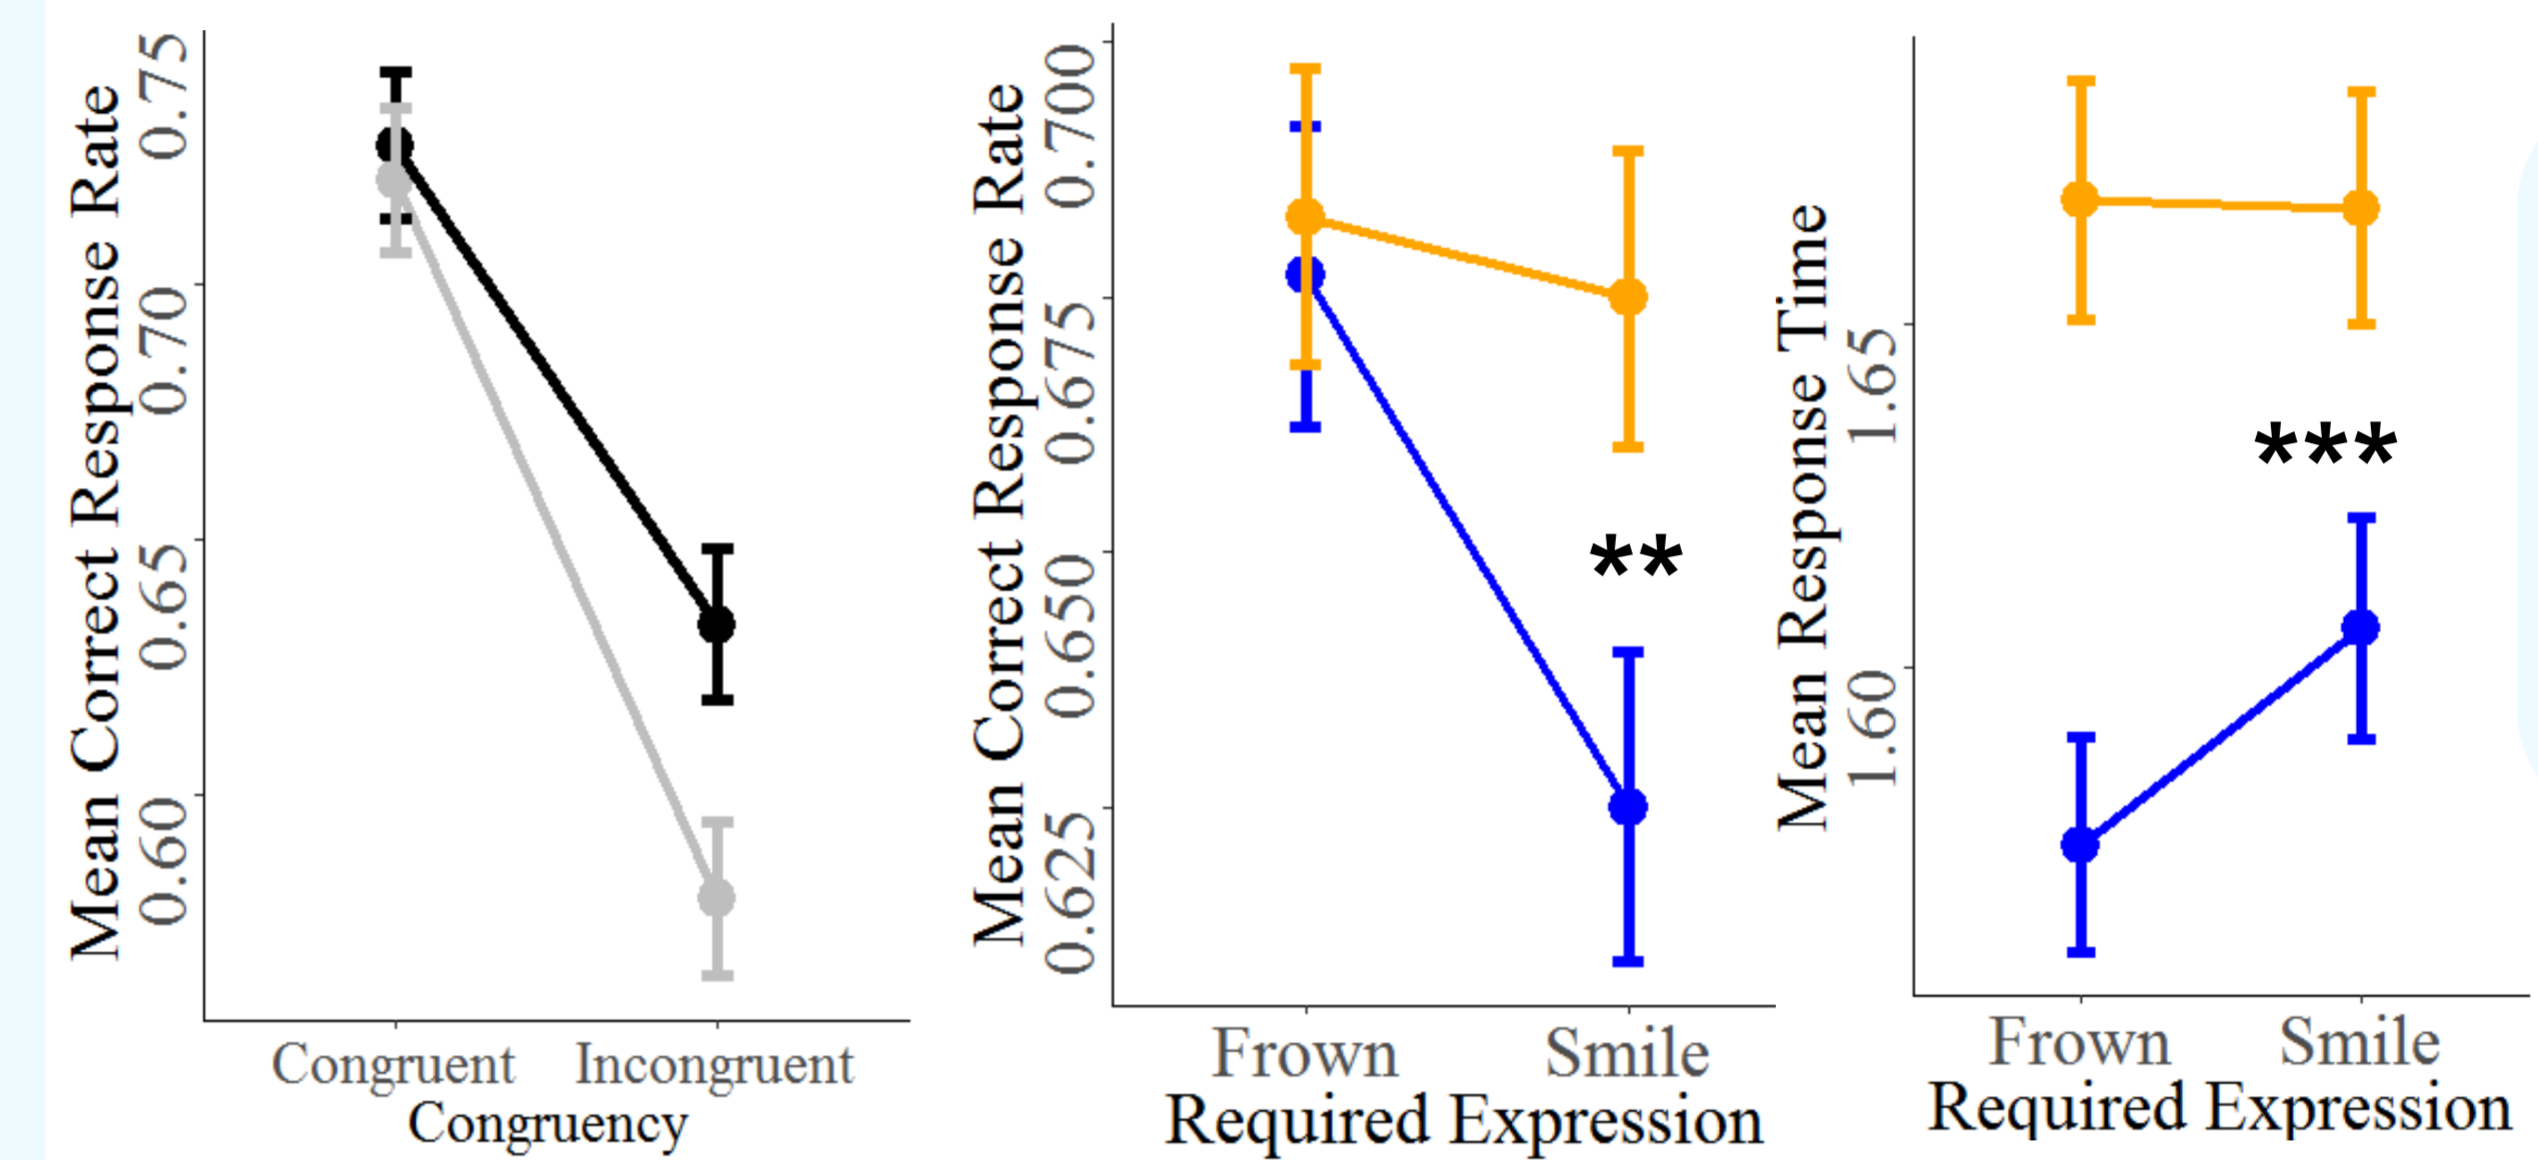 Mean Correct Response Rate
0.75
0.70
0.65
0.60
Congruent Incongruent
Congruency
Mean Correct Response Rate
0.700
0.675
0.650
0.625
**
Frown Smile
Required Expression
Mean Response Time
1.65
1.60
***
Frown Smile
Required Expression